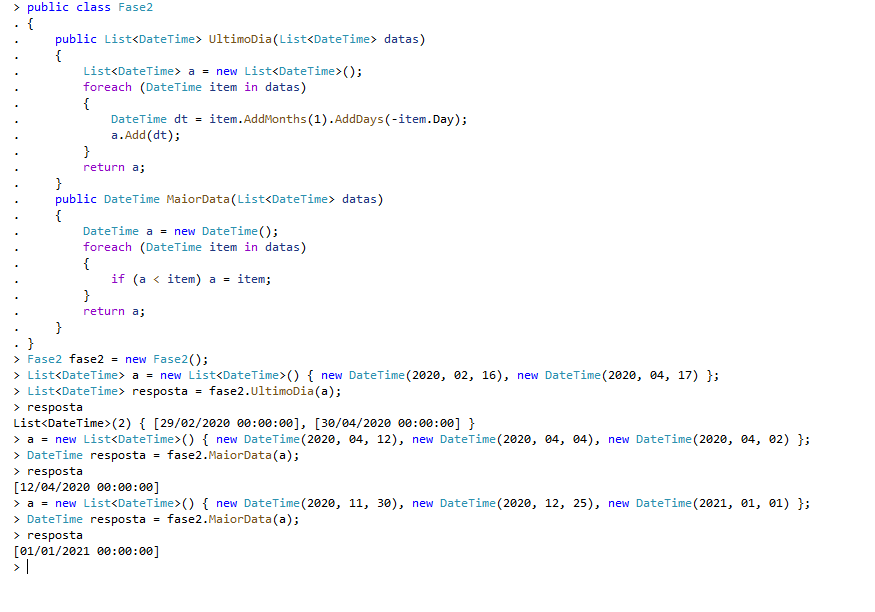 > public class Fase2
. {
.     public List<DateTime> UltimoDia(List<DateTime> datas)
.     {
.         List<DateTime> a = new List<DateTime>();
.         foreach (DateTime item in datas)
.         {
.             DateTime dt = item.AddMonths(1).AddDays(-item.Day);
.             a.Add(dt);
.         }
.         return a;
.     }
.     public DateTime MaiorData(List<DateTime> datas)
.     {
.         DateTime a = new DateTime();
.         foreach (DateTime item in datas)
.         {
.             if (a < item) a = item;
.         }
.         return a;
.     }
. }
> Fase2 fase2 = new Fase2();
> List<DateTime> a = new List<DateTime>() { new DateTime(2020, 02, 16), new DateTime(2020, 04, 17) };
> List<DateTime> resposta = fase2.UltimoDia(a);
> resposta
List<DateTime>(2) { [29/02/2020 00:00:00], [30/04/2020 00:00:00] }
> a = new List<DateTime>() { new DateTime(2020, 04, 12), new DateTime(2020, 04, 04), new DateTime(2020, 04, 02) };
> DateTime resposta = fase2.MaiorData(a);
> resposta
[12/04/2020 00:00:00]
> a = new List<DateTime>() { new DateTime(2020, 11, 30), new DateTime(2020, 12, 25), new DateTime(2021, 01, 01) };
> DateTime resposta = fase2.MaiorData(a);
> resposta
[01/01/2021 00:00:00]
>